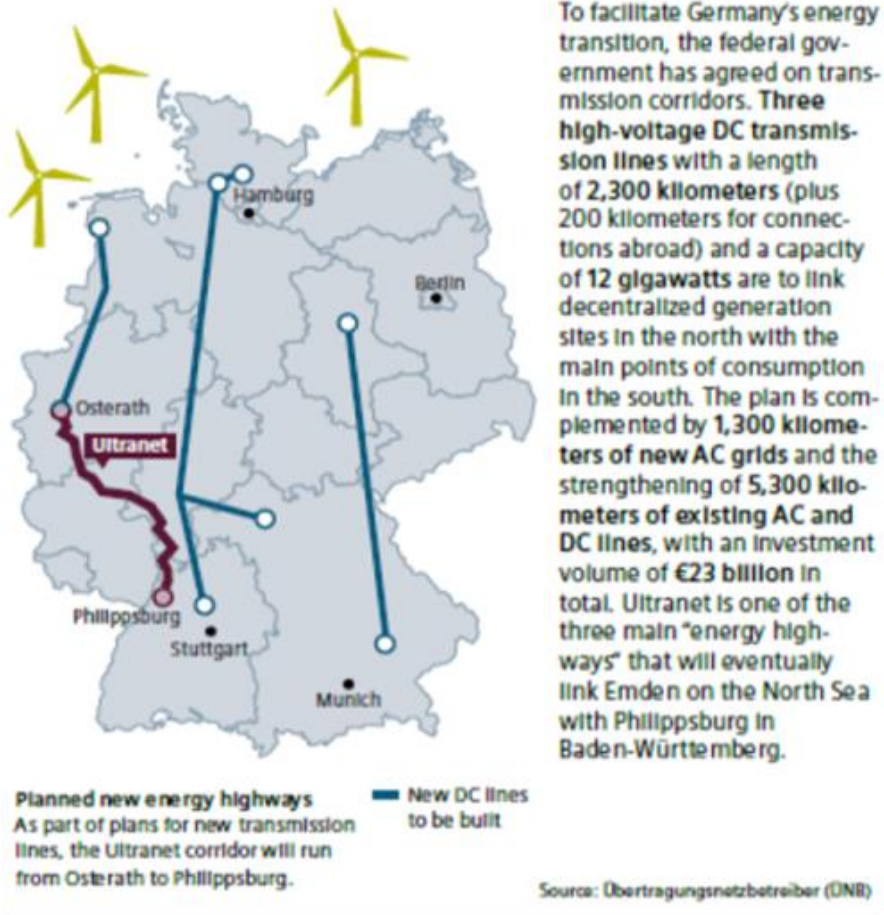 To facilitate Germany's energy
transition, the federal gov-
ernment has agreed on trans-
mission corridors. Three
high-voltage DC transmis-
sion lines with a length
of 2,300 kilometers (plus
200 kilometers for connec-
tions abroad) and a capacity
of 12 gigawatts are to link
decentralized generation
sites in the north with the
main points of consumption
in the south. The plan is com-
plemented by 1,300 kilome-
ters of new AC grids and the
strengthening of 5,300 kilo-
meters of existing AC and
DC lines, with an investment
volume of €23 billion in
total. Ultranet is one of the
three main "energy high-
ways" that will eventually
link Emden on the North Sea
with Philippsburg in
Baden-Württemberg.
Hamburg
Berlin
Osterath
Ultranet
Philippsburg
Stuttgart
Munich
Planned new energy highways
As part of plans for new transmission
lines, the Ultranet corridor will run
from Osterath to Philippsburg.
New DC lines
to be built
Source: Übertragungsnetzbetreiber (ÜNB)